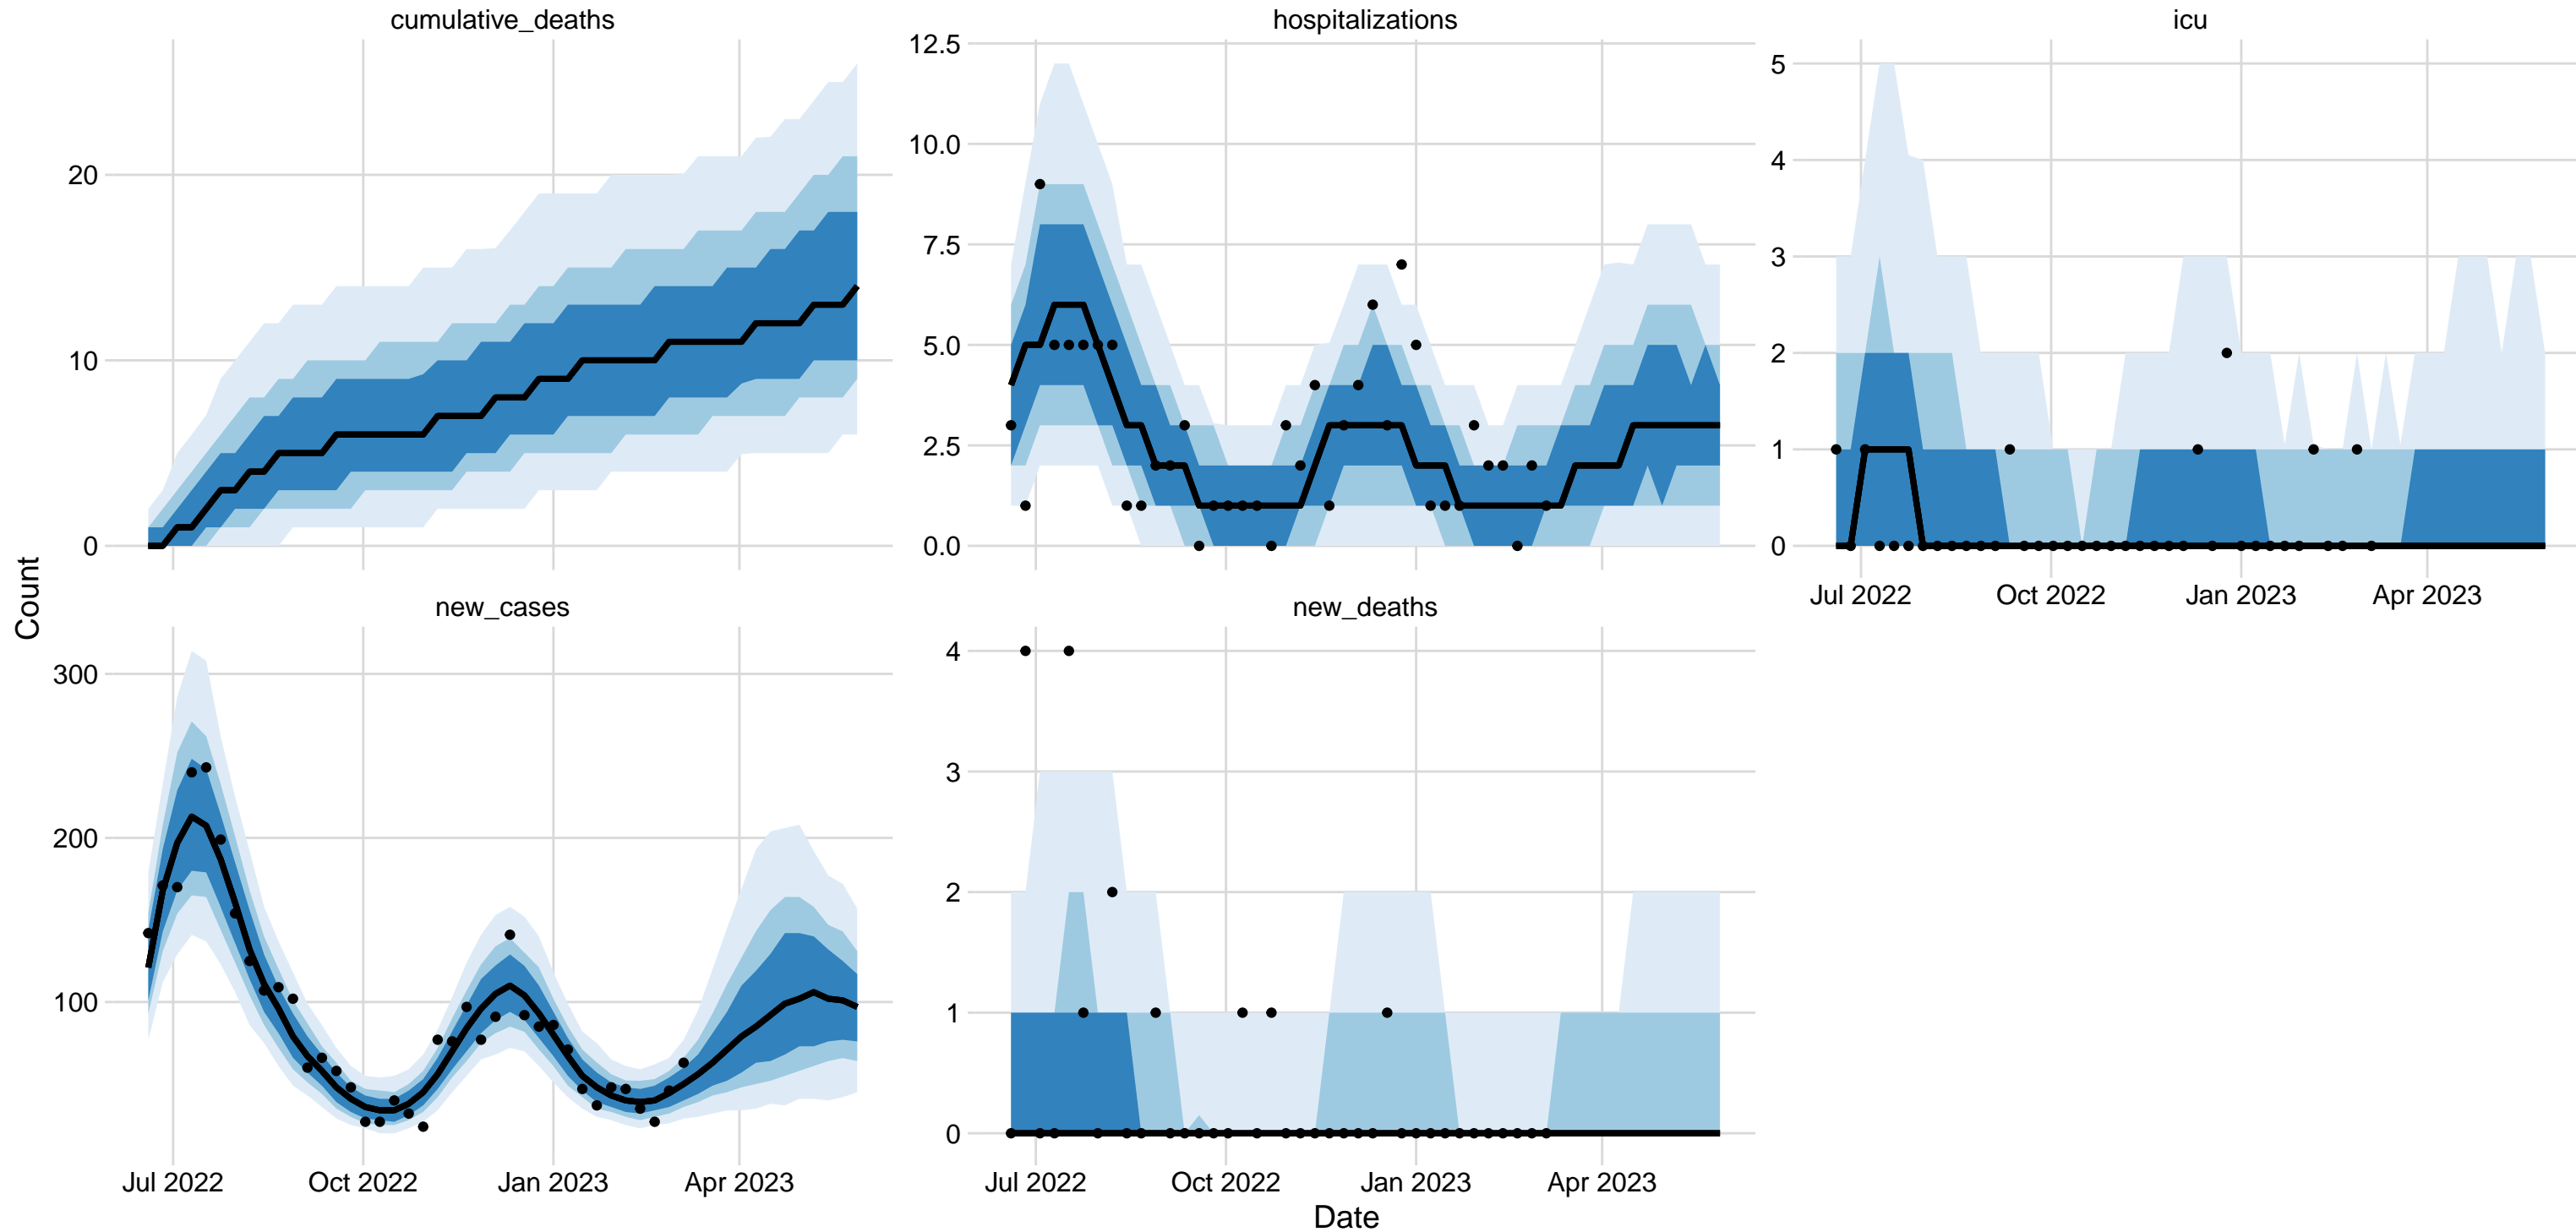 cumulative_deaths
hospitalizations
icu
20
10
0
12.5
10.0
7.5
5.0
2.5
0.0
5
4
3
2
1
0
Jul 2022 Oct 2022 Jan 2023 Apr 2023
Count
new_cases
new_deaths
300
200
100
4
3
2
1
0
Jul 2022 Oct 2022 Jan 2023 Apr 2023
Jul 2022 Oct 2022 Jan 2023 Apr 2023
Date